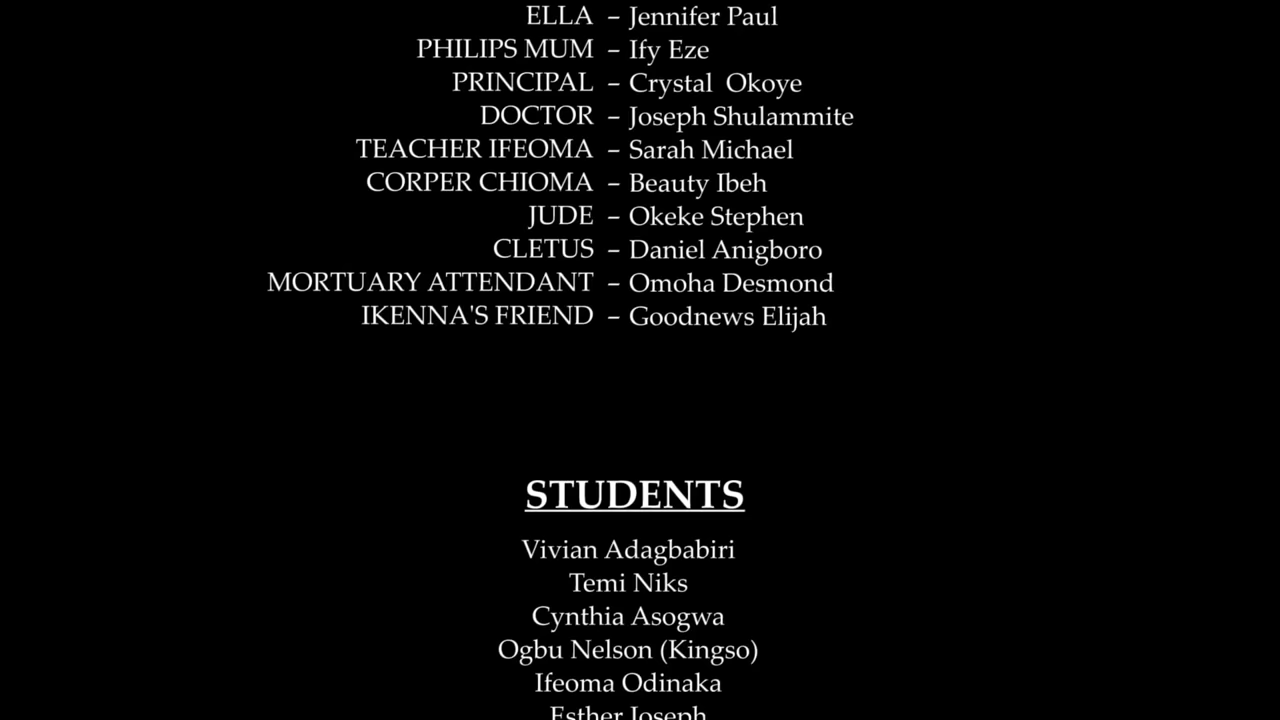 ELLA – Jennifer Paul
PHILIPS MUM – Ify Eze
PRINCIPAL – Crystal Okoye
DOCTOR – Joseph Shulammite
TEACHER IFEOMA – Sarah Michael
CORPER CHIOMA – Beauty Ibeh
JUDE – Okeke Stephen
CLETUS – Daniel Anigboro
MORTUARY ATTENDANT – Omoha Desmond
IKENNA'S FRIEND – Goodnews Elijah
STUDENTS
Vivian Adagbabiri
Temi Niks
Cynthia Asogwa
Ogbu Nelson (Kingso)
Ifeoma Odinaka
Esther Joseph